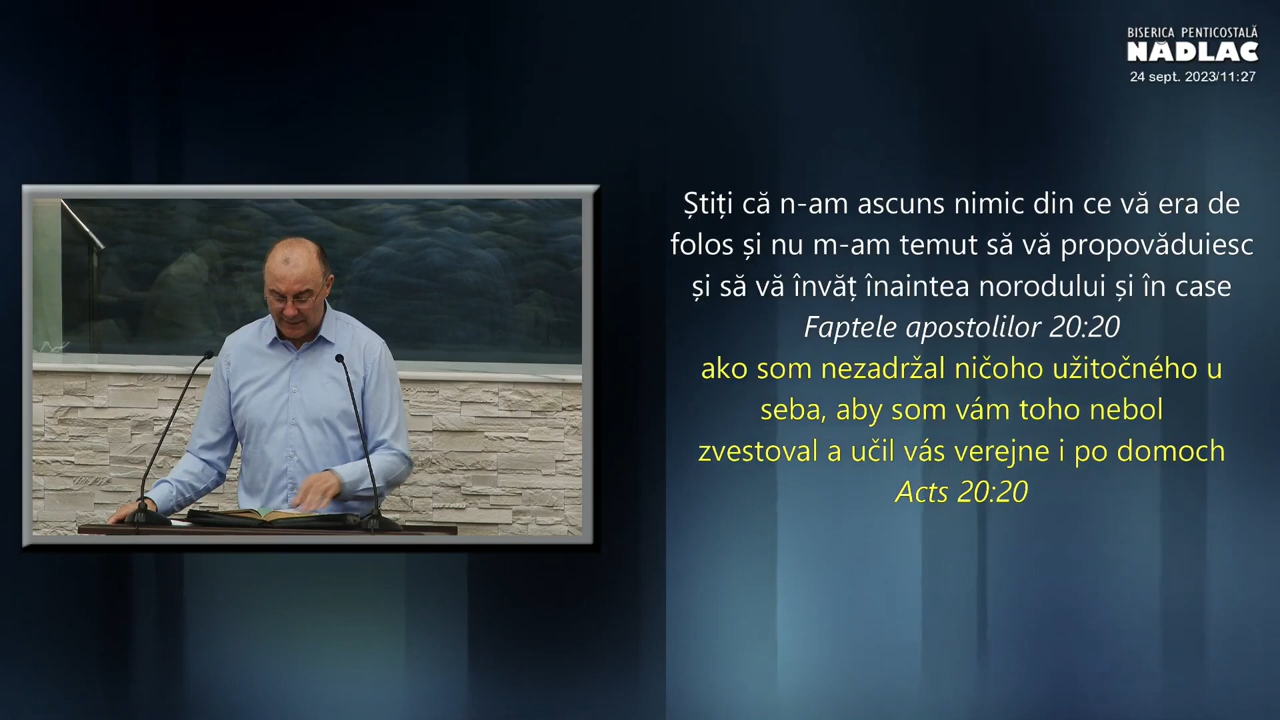 BISERICA PENTICOSTALĂ
NĂDLAC
24 sept. 2023/11:27
Știți că n-am ascuns nimic din ce vă era de
folos și nu m-am temut să vă propovăduiesc
și să vă învăț înaintea norodului și în case
Faptele apostolilor 20:20
ako som nezadržal ničoho užitočného u
seba, aby som vám toho nebol
zvestoval a učil vás verejne i po domoch
Acts 20:20